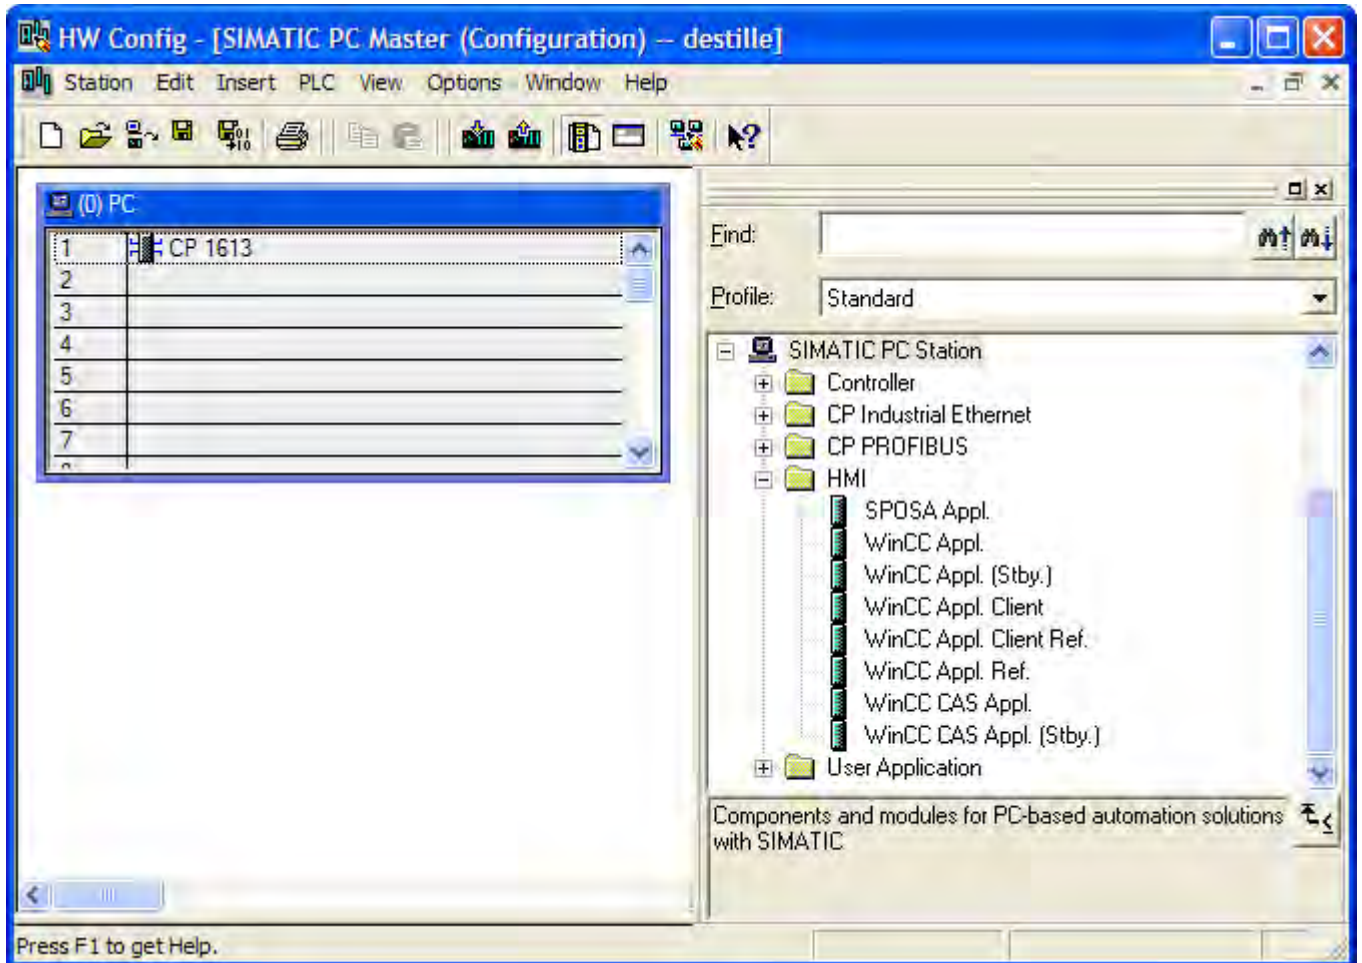 HW Config - [SIMATIC PC Master (Configuration) -- destille]
Station Edit Insert PLC View Options Window Help
(0) PC
1 CP 1613
2
3
4
5
6
7
Find:
Profile: Standard
SIMATIC PC Station
Controller
CP Industrial Ethernet
CP PROFIBUS
HMI
SPOSA Appl.
WinCC Appl.
WinCC Appl. (Stby.)
WinCC Appl. Client
WinCC Appl. Client Ref.
WinCC Appl. Ref.
WinCC CAS Appl.
WinCC CAS Appl. (Stby.)
User Application
Components and modules for PC-based automation solutions
with SIMATIC
Press F1 to get Help.